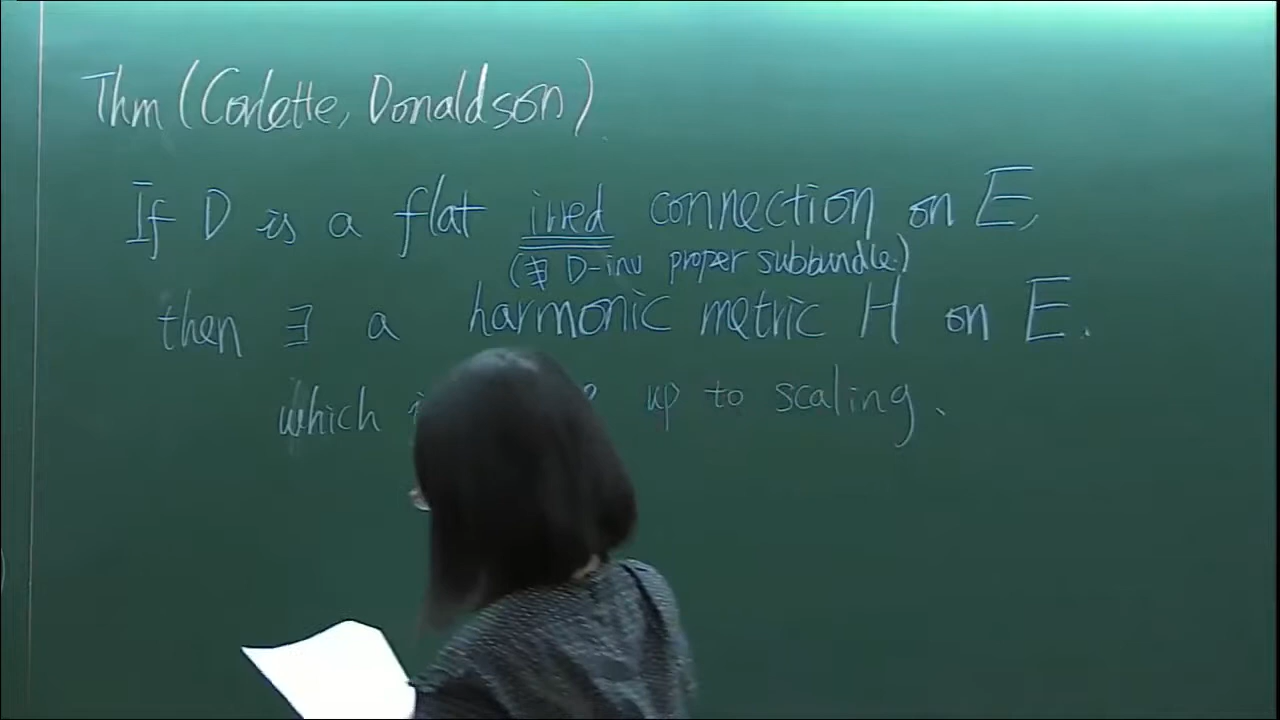 Thm (Corlette, Donaldson)
If D is a flat irred connection on E,
(∄ D-inv proper subbundle.)
then ∃ a harmonic metric H on E.
which up to scaling.